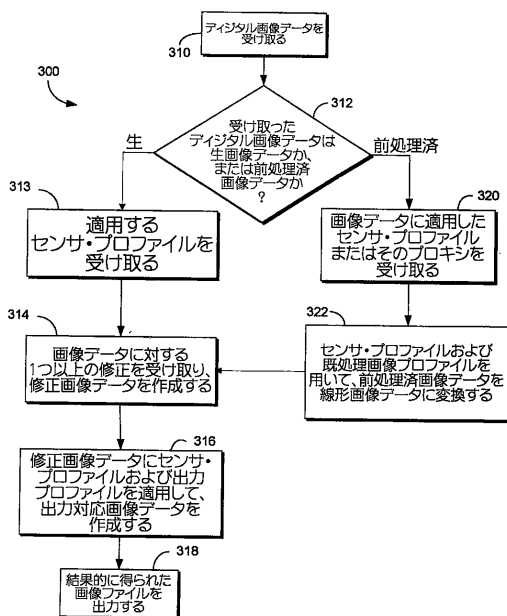 ディジタル画像データを
受け取る
310
300
312
受け取った
ディジタル画像データは
生画像データか、
または前処理済
画像データか
?
生
前処理済
313
適用する
センサ・プロファイルを
受け取る
320
画像データに適用した
センサ・プロファイル
またはそのプロキシを
受け取る
314
画像データに対する
1つ以上の修正を受け取り、
修正画像データを作成する
322
センサ・プロファイルおよび
既処理画像プロファイルを
用いて、前処理済画像データを
線形画像データに変換する
316
修正画像データにセンサ・
プロファイルおよび出力
プロファイルを適用して、
出力対応画像データを
作成する
318
結果的に得られた
画像ファイルを
出力する